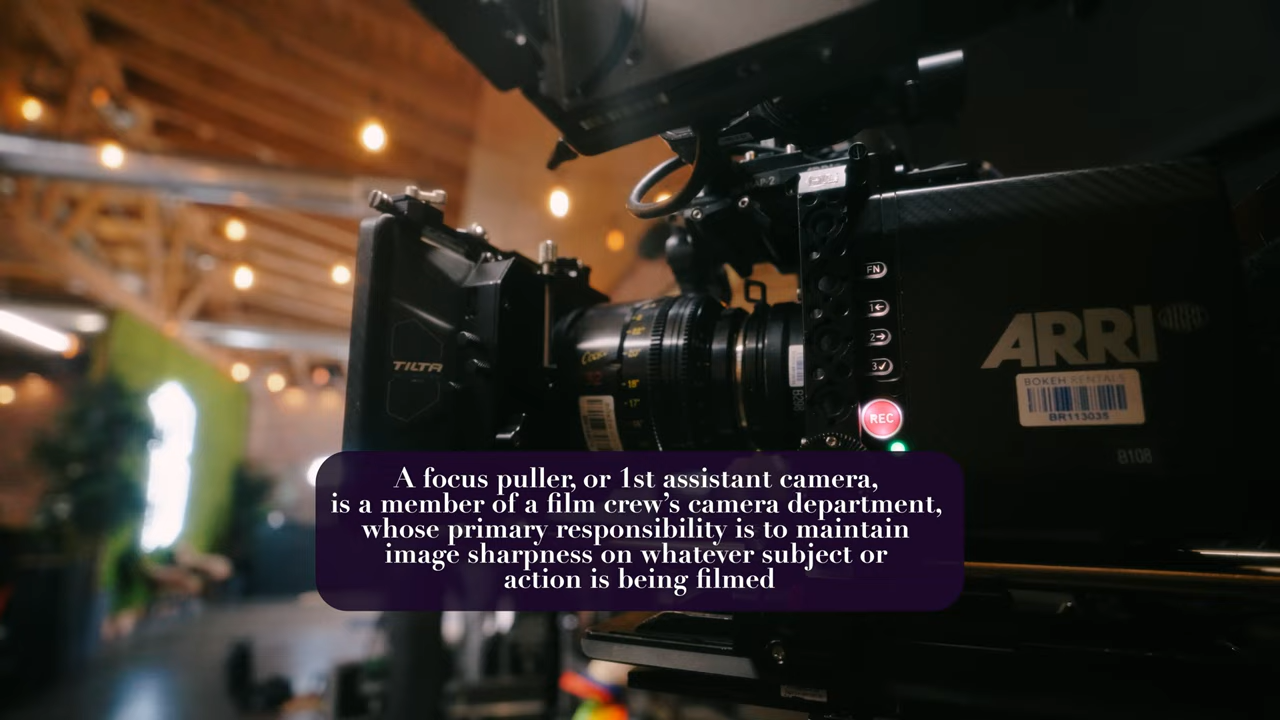 FN
1←
2→
3✓
ARRI
TILTA
Cooke
BOKEH RENTALS
BR113035
REC
B108
A focus puller, or 1st assistant camera,
is a member of a film crew’s camera department,
whose primary responsibility is to maintain
image sharpness on whatever subject or
action is being filmed